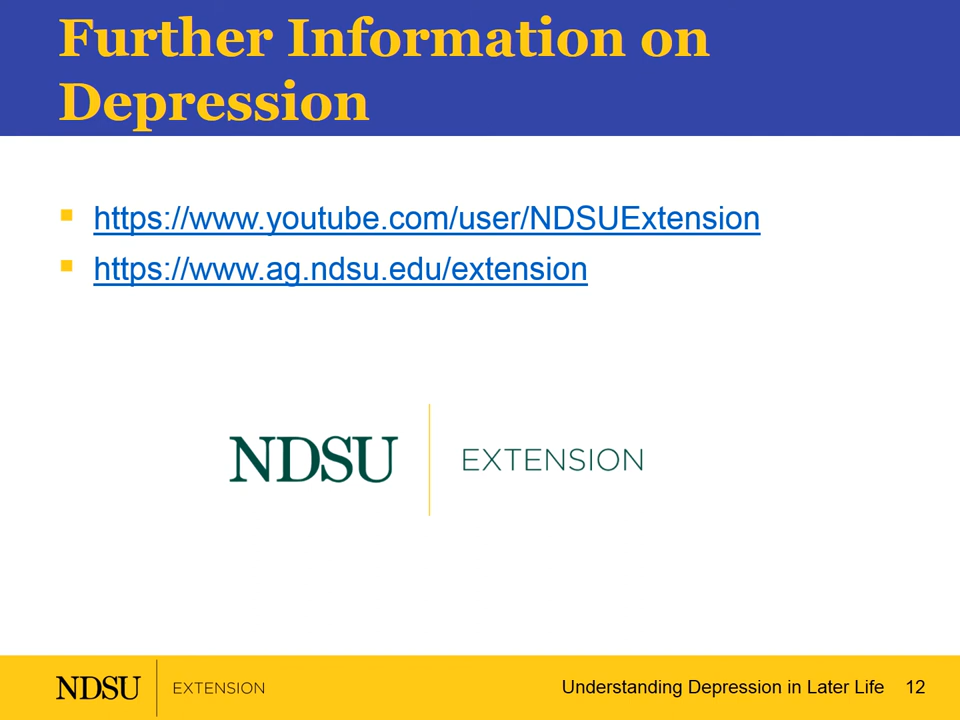 Further Information on
Depression
https://www.youtube.com/user/NDSUExtension
https://www.ag.ndsu.edu/extension
NDSU EXTENSION
NDSU EXTENSION Understanding Depression in Later Life 12